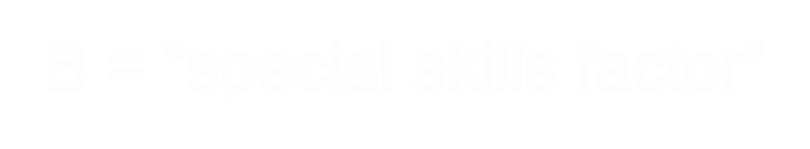 B = "special skills factor"